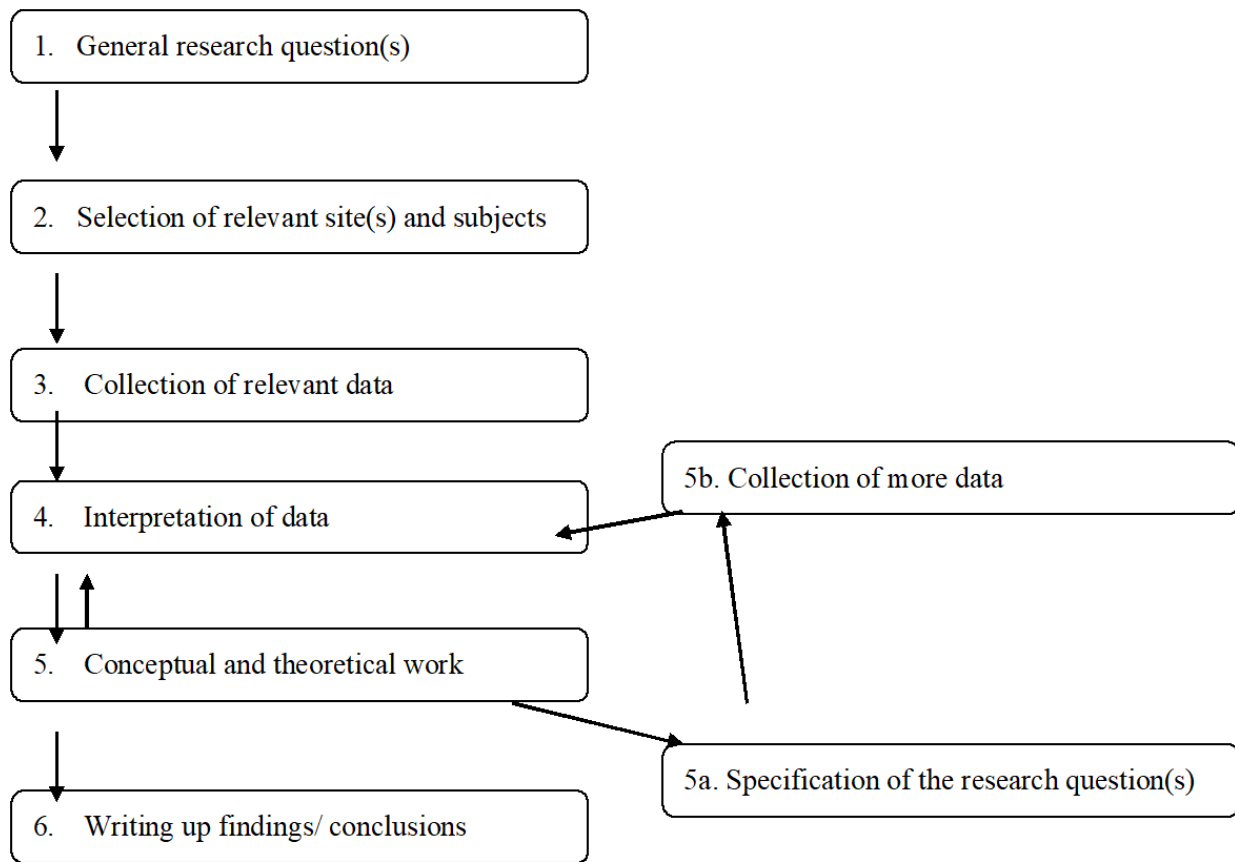 1. General research question(s)
2. Selection of relevant site(s) and subjects
3. Collection of relevant data
5b. Collection of more data
4. Interpretation of data
5. Conceptual and theoretical work
5a. Specification of the research question(s)
6. Writing up findings/ conclusions